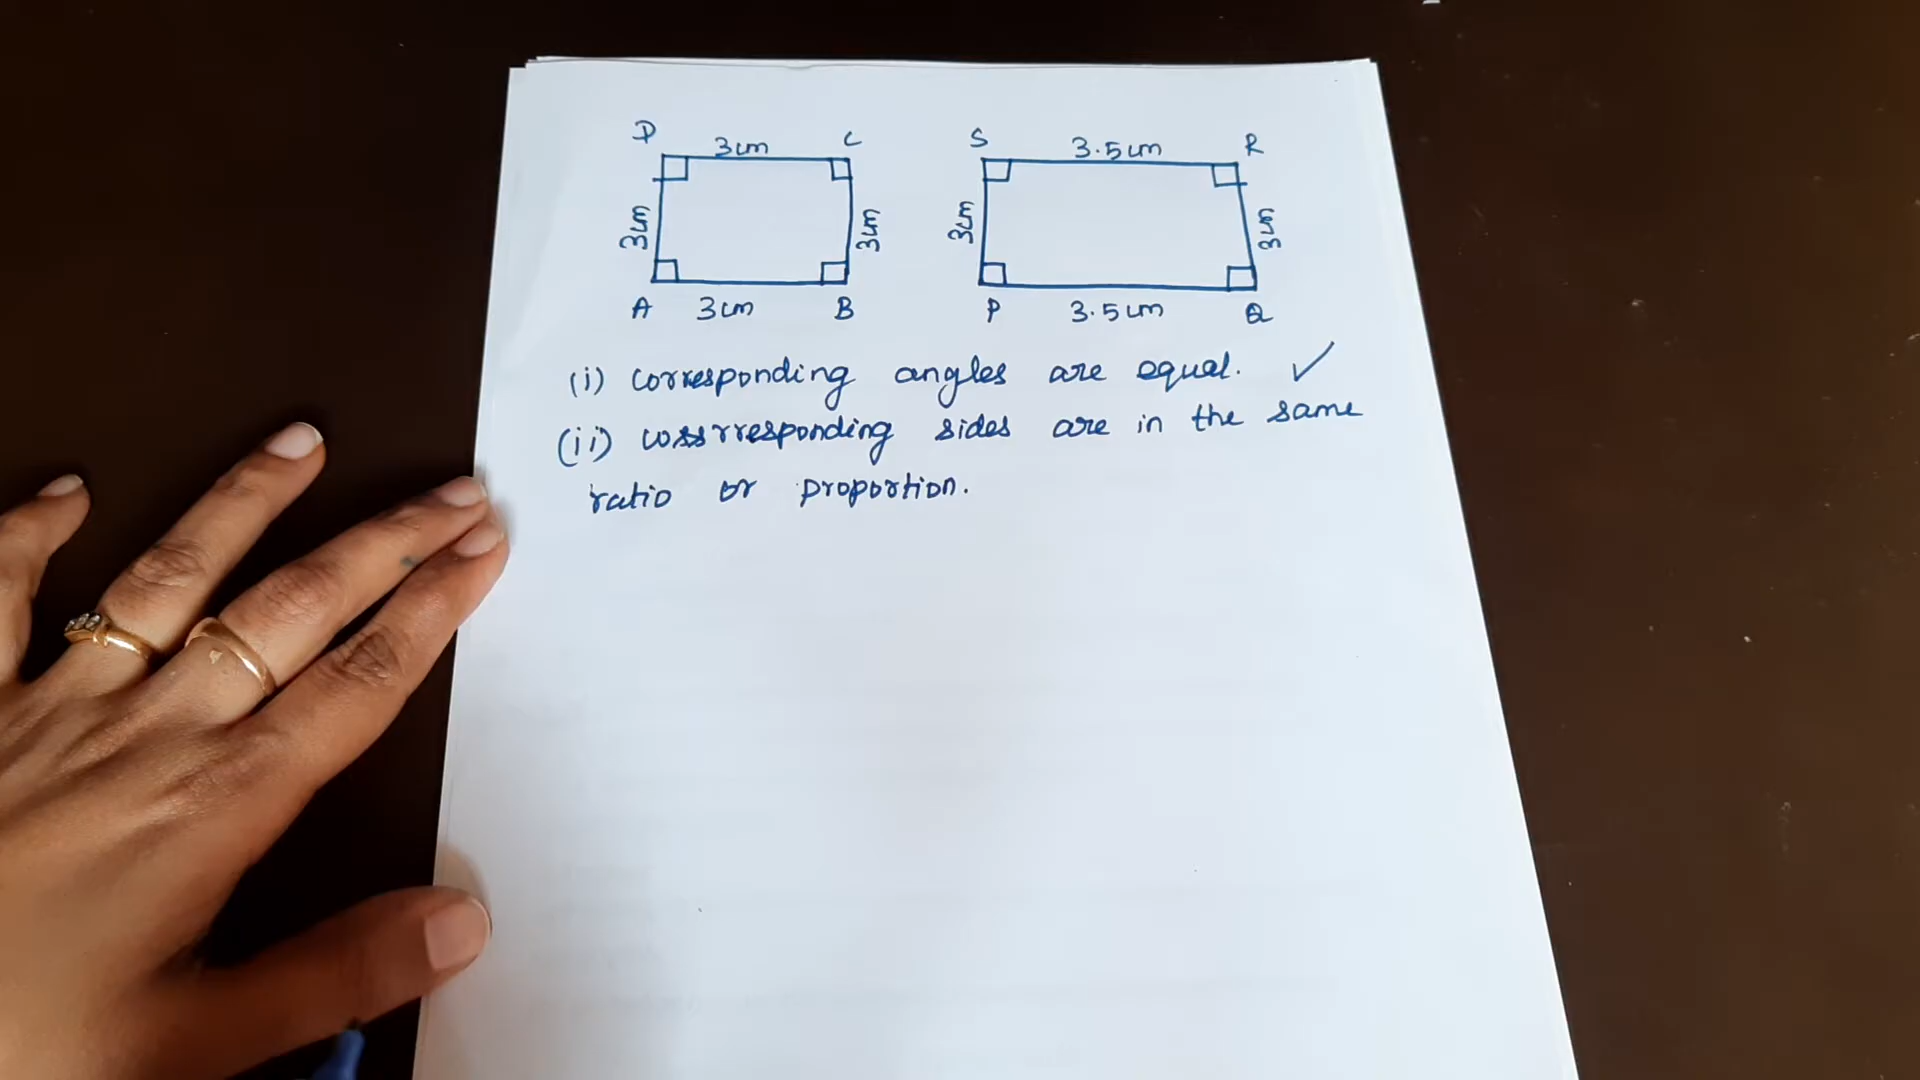 D 3cm C S 3.5cm R
3cm 3cm 3cm 3cm
A 3cm B P 3.5cm Q
(i) corresponding angles are equal. ✓
(ii) corresponding sides are in the same
ratio or proportion.